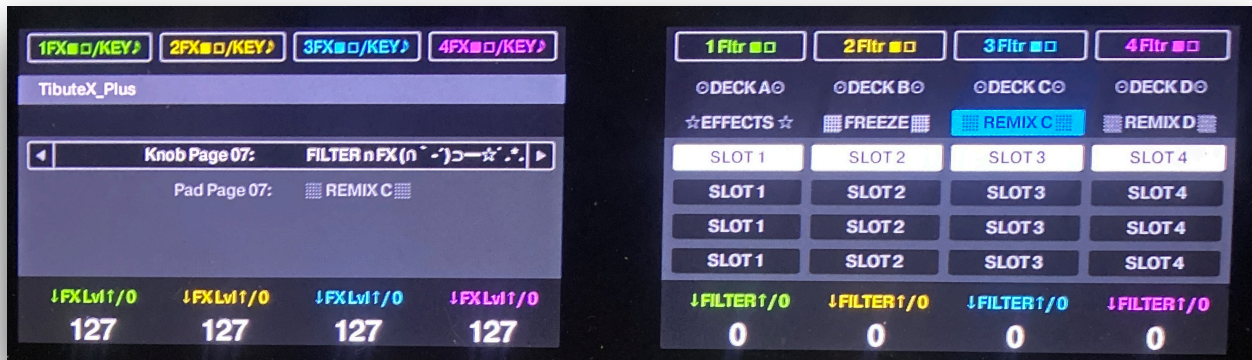 1FX■□/KEY♪ 2FX■□/KEY♪ 3FX■□/KEY♪ 4FX■□/KEY♪
TibuteX_Plus
◄ Knob Page 07: FILTER n FX (∩｀-´)⊃━☆ﾟ.*. ►
Pad Page 07: ▦ REMIX C ▦
↓FX Lvl↑/0 ↓FX Lvl↑/0 ↓FX Lvl↑/0 ↓FX Lvl↑/0
127 127 127 127
1 Fltr ■□ 2 Fltr ■□ 3 Fltr ■□ 4 Fltr ■□
⊙DECK A⊙ ⊙DECK B⊙ ⊙DECK C⊙ ⊙DECK D⊙
☆EFFECTS ☆ ▦ FREEZE ▦ ▦ REMIX C ▦ ▦ REMIX D ▦
SLOT 1 SLOT 2 SLOT 3 SLOT 4
SLOT 1 SLOT 2 SLOT 3 SLOT 4
SLOT 1 SLOT 2 SLOT 3 SLOT 4
SLOT 1 SLOT 2 SLOT 3 SLOT 4
↓FILTER↑/0 ↓FILTER↑/0 ↓FILTER↑/0 ↓FILTER↑/0
0 0 0 0